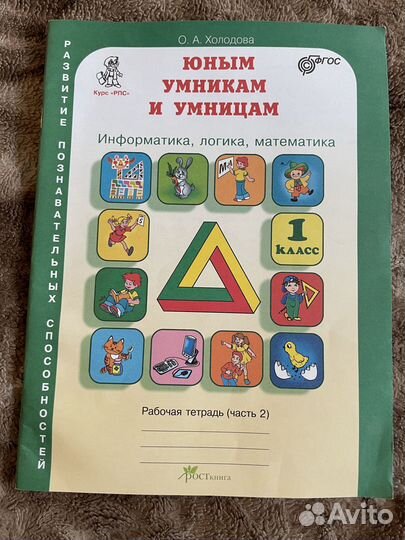 О. А. Холодова
Курс «РПС»
ФГОС
ЮНЫМ
УМНИКАМ
И УМНИЦАМ
Информатика, логика, математика
РАЗВИТИЕ ПОЗНАВАТЕЛЬНЫХ СПОСОБНОСТЕЙ
1
КЛАСС
Рабочая тетрадь (часть 2)
РОСТкнига
Avito